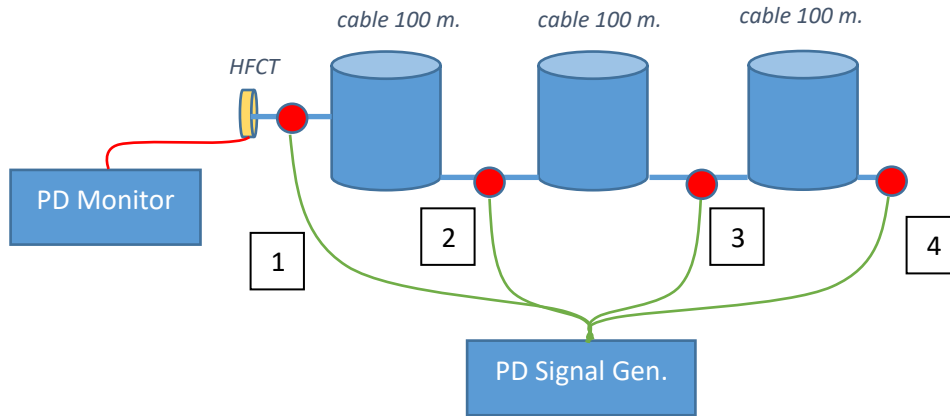 cable 100 m.
cable 100 m.
cable 100 m.
HFCT
PD Monitor
1
2
3
4
PD Signal Gen.